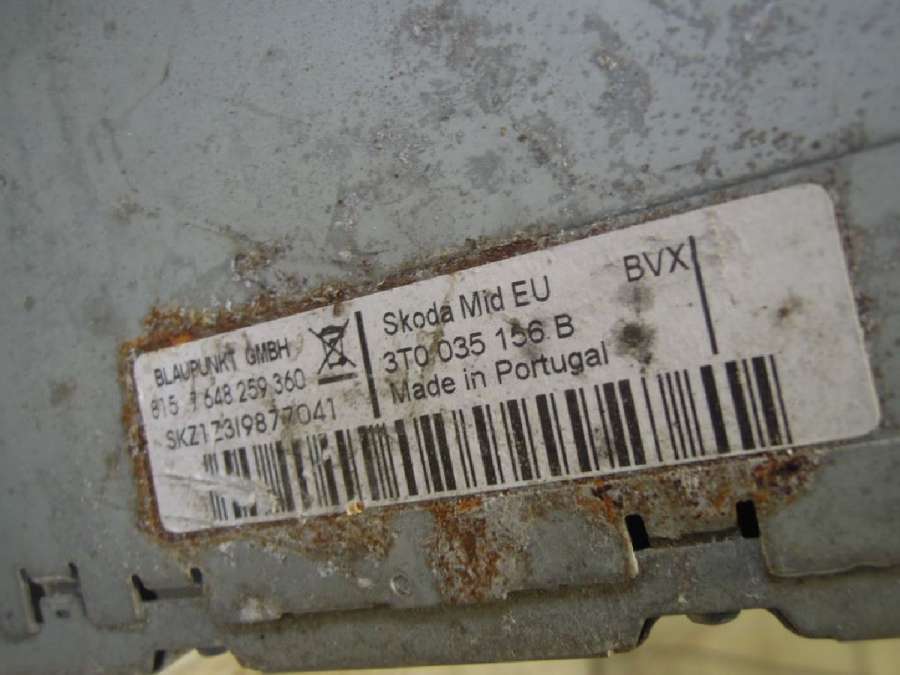 BLAUPUNKT GMBH
815 7 648 259 360
SKZ1Z3I9877041
Skoda Mid EU
BVX
3T0 035 156 B
Made in Portugal